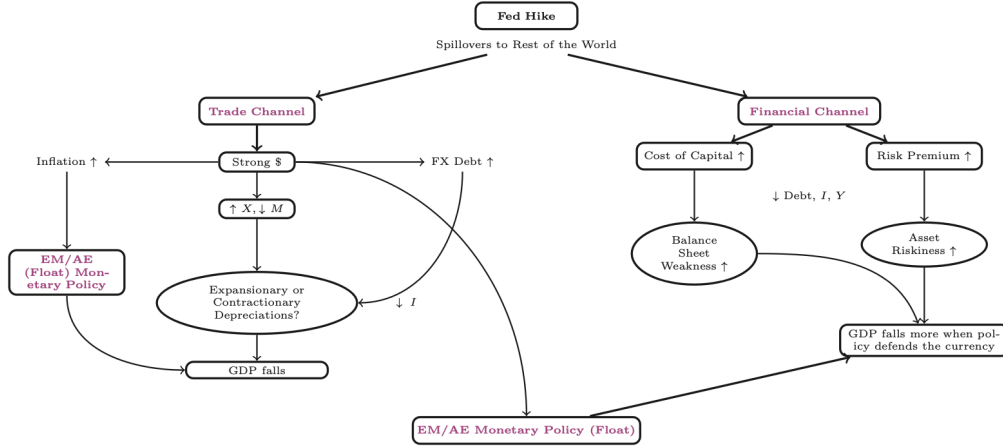 Fed Hike
Spillovers to Rest of the World
Trade Channel
Financial Channel
Inflation ↑
Strong $
FX Debt ↑
Cost of Capital ↑
Risk Premium ↑
↑ X, ↓ M
↓ Debt, I, Y
EM/AE
(Float) Mon-
etary Policy
Expansionary or
Contractionary
Depreciations?
↓ I
Balance
Sheet
Weakness ↑
Asset
Riskiness ↑
GDP falls
GDP falls more when pol-
icy defends the currency
EM/AE Monetary Policy (Float)